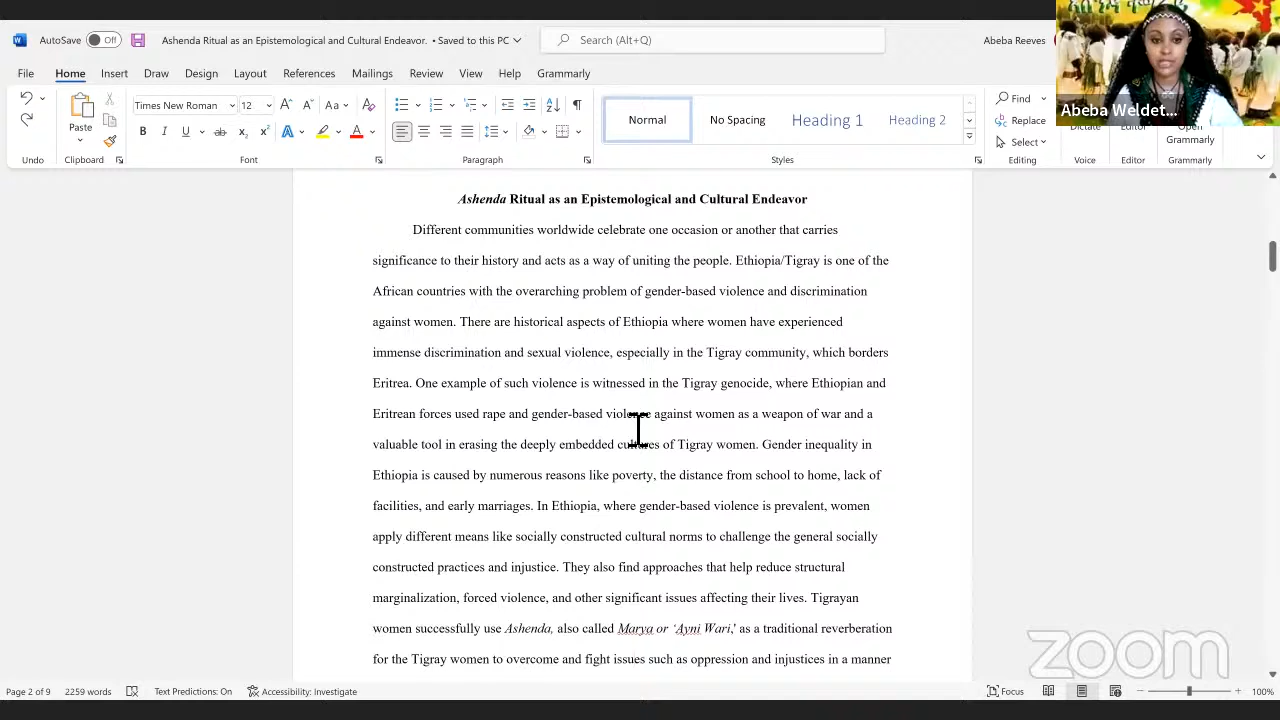 AutoSave Off Ashenda Ritual as an Epistemological and Cultural Endeavor. • Saved to this PC Search (Alt+Q) Abeba Reeves
File Home Insert Draw Design Layout References Mailings Review View Help Grammarly
Abeba Weldet...
Times New Roman 12 Aa
Paste
B I U ab x₂ x² A A
Normal
No Spacing
Heading 1
Heading 2
Find
Replace
Select
Dictate
Editor
Open Grammarly
Undo Clipboard Font Paragraph Styles Editing Voice Editor Grammarly
Ashenda Ritual as an Epistemological and Cultural Endeavor
Different communities worldwide celebrate one occasion or another that carries
significance to their history and acts as a way of uniting the people. Ethiopia/Tigray is one of the
African countries with the overarching problem of gender-based violence and discrimination
against women. There are historical aspects of Ethiopia where women have experienced
immense discrimination and sexual violence, especially in the Tigray community, which borders
Eritrea. One example of such violence is witnessed in the Tigray genocide, where Ethiopian and
Eritrean forces used rape and gender-based violence against women as a weapon of war and a
valuable tool in erasing the deeply embedded cultures of Tigray women. Gender inequality in
Ethiopia is caused by numerous reasons like poverty, the distance from school to home, lack of
facilities, and early marriages. In Ethiopia, where gender-based violence is prevalent, women
apply different means like socially constructed cultural norms to challenge the general socially
constructed practices and injustice. They also find approaches that help reduce structural
marginalization, forced violence, and other significant issues affecting their lives. Tigrayan
women successfully use Ashenda, also called Marya or ‘Ayni Wari,’ as a traditional reverberation
for the Tigray women to overcome and fight issues such as oppression and injustices in a manner
zoom
Page 2 of 9 2259 words Text Predictions: On Accessibility: Investigate Focus 100%